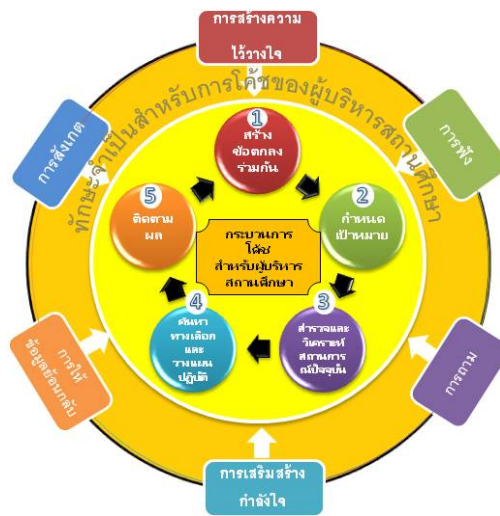 การสร้างความ
ไว้วางใจ
ทักษะจำเป็นสำหรับการโค้ชของผู้บริหารสถานศึกษา
การสังเกต
การฟัง
1
สร้าง
ข้อตกลง
ร่วมกัน
2
กำหนด
เป้าหมาย
3
สำรวจและ
วิเคราะห์
สถานการ
ณ์ปัจจุบัน
4
ค้นหา
ทางเลือก
และ
วางแผน
ปฏิบัติ
5
ติดตาม
ผล
กระบวนการ
โค้ช
สำหรับผู้บริหาร
สถานศึกษา
การให้
ข้อมูลย้อนกลับ
การถาม
การเสริมสร้าง
กำลังใจ